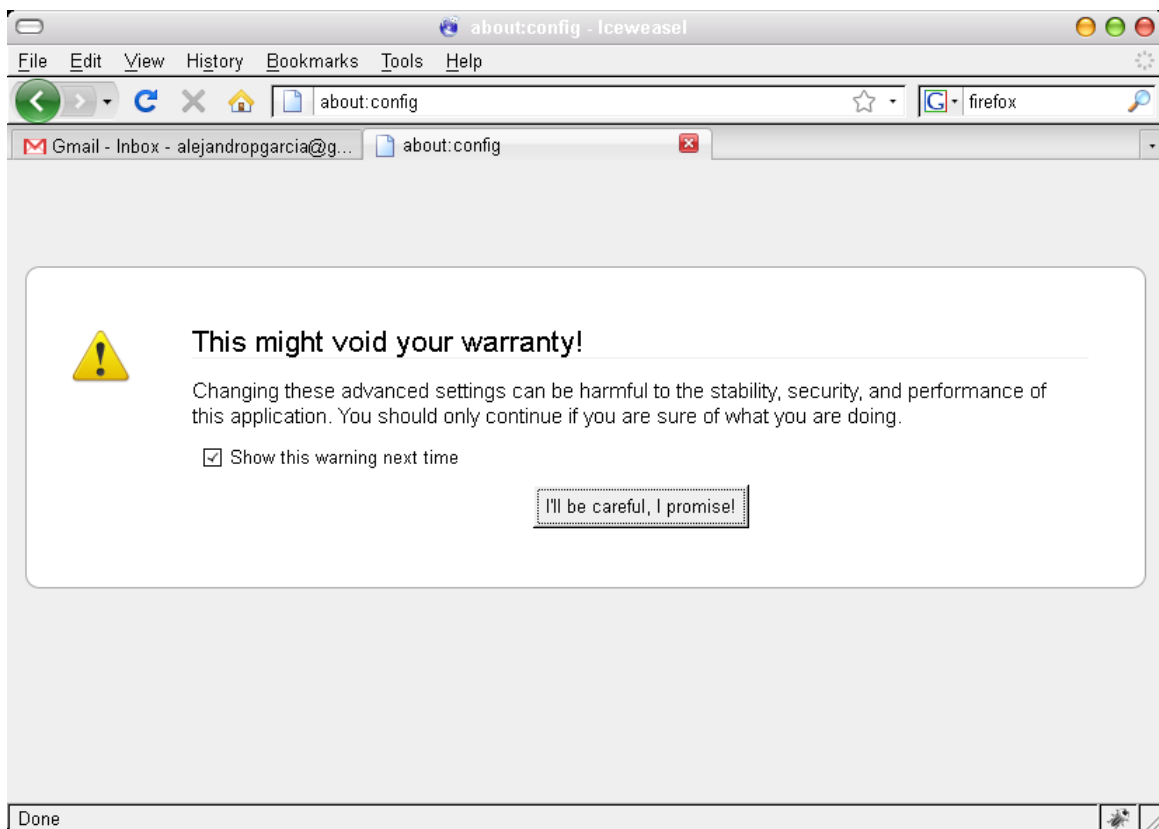 about:config - Iceweasel
File Edit View History Bookmarks Tools Help
about:config G firefox
Gmail - Inbox - alejandropgarcia@g... about:config
This might void your warranty!
Changing these advanced settings can be harmful to the stability, security, and performance of
this application. You should only continue if you are sure of what you are doing.
Show this warning next time
I'll be careful, I promise!
Done